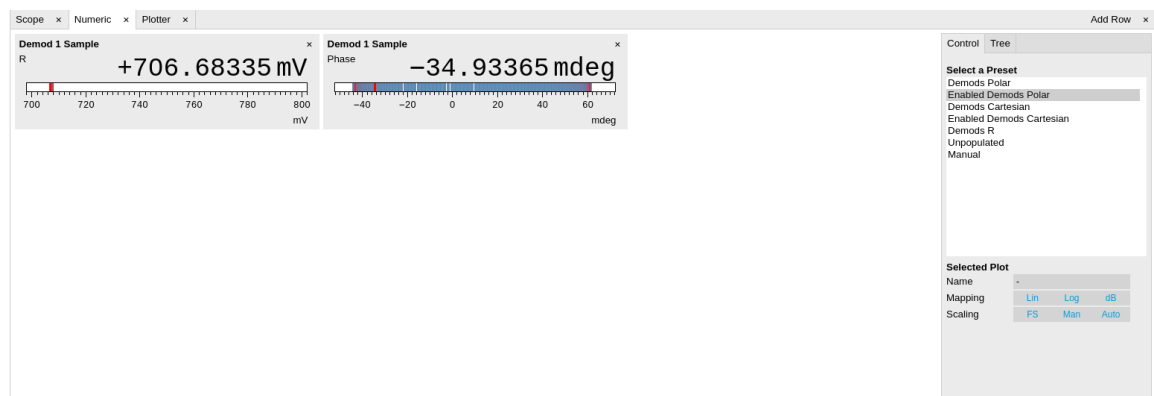 Scope × Numeric × Plotter × Add Row ×
Demod 1 Sample ×
R +706.68335 mV
700 720 740 760 780 800
mV
Demod 1 Sample ×
Phase −34.93365 mdeg
−40 −20 0 20 40 60
mdeg
Control Tree
Select a Preset
Demods Polar
Enabled Demods Polar
Demods Cartesian
Enabled Demods Cartesian
Demods R
Unpopulated
Manual
Selected Plot
Name -
Mapping Lin Log dB
Scaling FS Man Auto